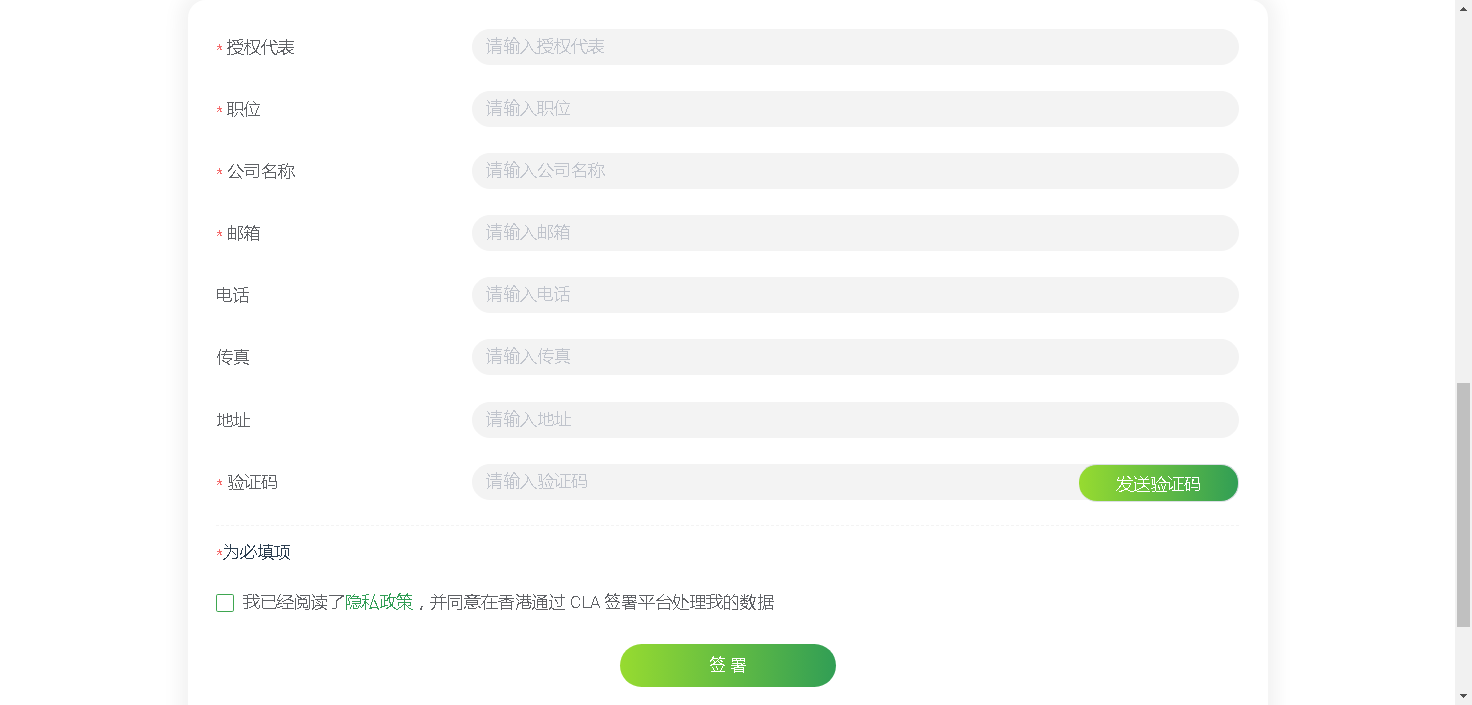 * 授权代表 请输入授权代表
* 职位 请输入职位
* 公司名称 请输入公司名称
* 邮箱 请输入邮箱
电话 请输入电话
传真 请输入传真
地址 请输入地址
* 验证码 请输入验证码 发送验证码
*为必填项
我已经阅读了隐私政策，并同意在香港通过 CLA 签署平台处理我的数据
签 署